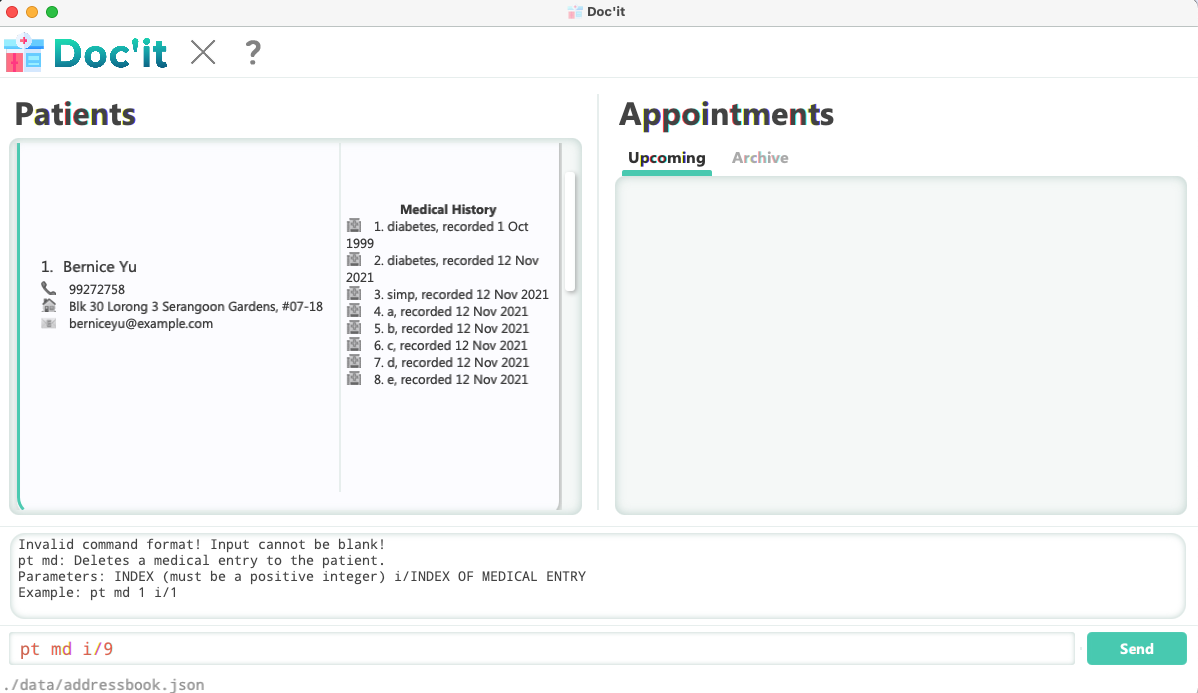 Doc'it
Doc'it
?
Patients
1. Bernice Yu
99272758
Blk 30 Lorong 3 Serangoon Gardens, #07-18
berniceyu@example.com
Medical History
1. diabetes, recorded 1 Oct
1999
2. diabetes, recorded 12 Nov
2021
3. simp, recorded 12 Nov 2021
4. a, recorded 12 Nov 2021
5. b, recorded 12 Nov 2021
6. c, recorded 12 Nov 2021
7. d, recorded 12 Nov 2021
8. e, recorded 12 Nov 2021
Appointments
Upcoming Archive
Invalid command format! Input cannot be blank!
pt md: Deletes a medical entry to the patient.
Parameters: INDEX (must be a positive integer) i/INDEX OF MEDICAL ENTRY
Example: pt md 1 i/1
pt md i/9
Send
./data/addressbook.json